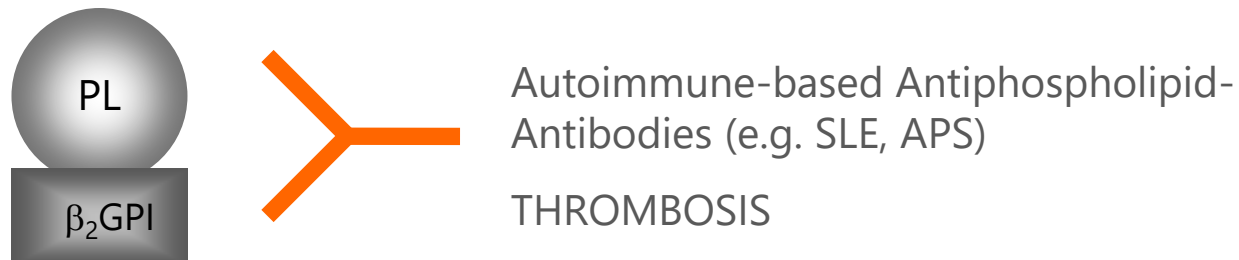 PL
β₂GPI
Autoimmune-based Antiphospholipid-
Antibodies (e.g. SLE, APS)
THROMBOSIS